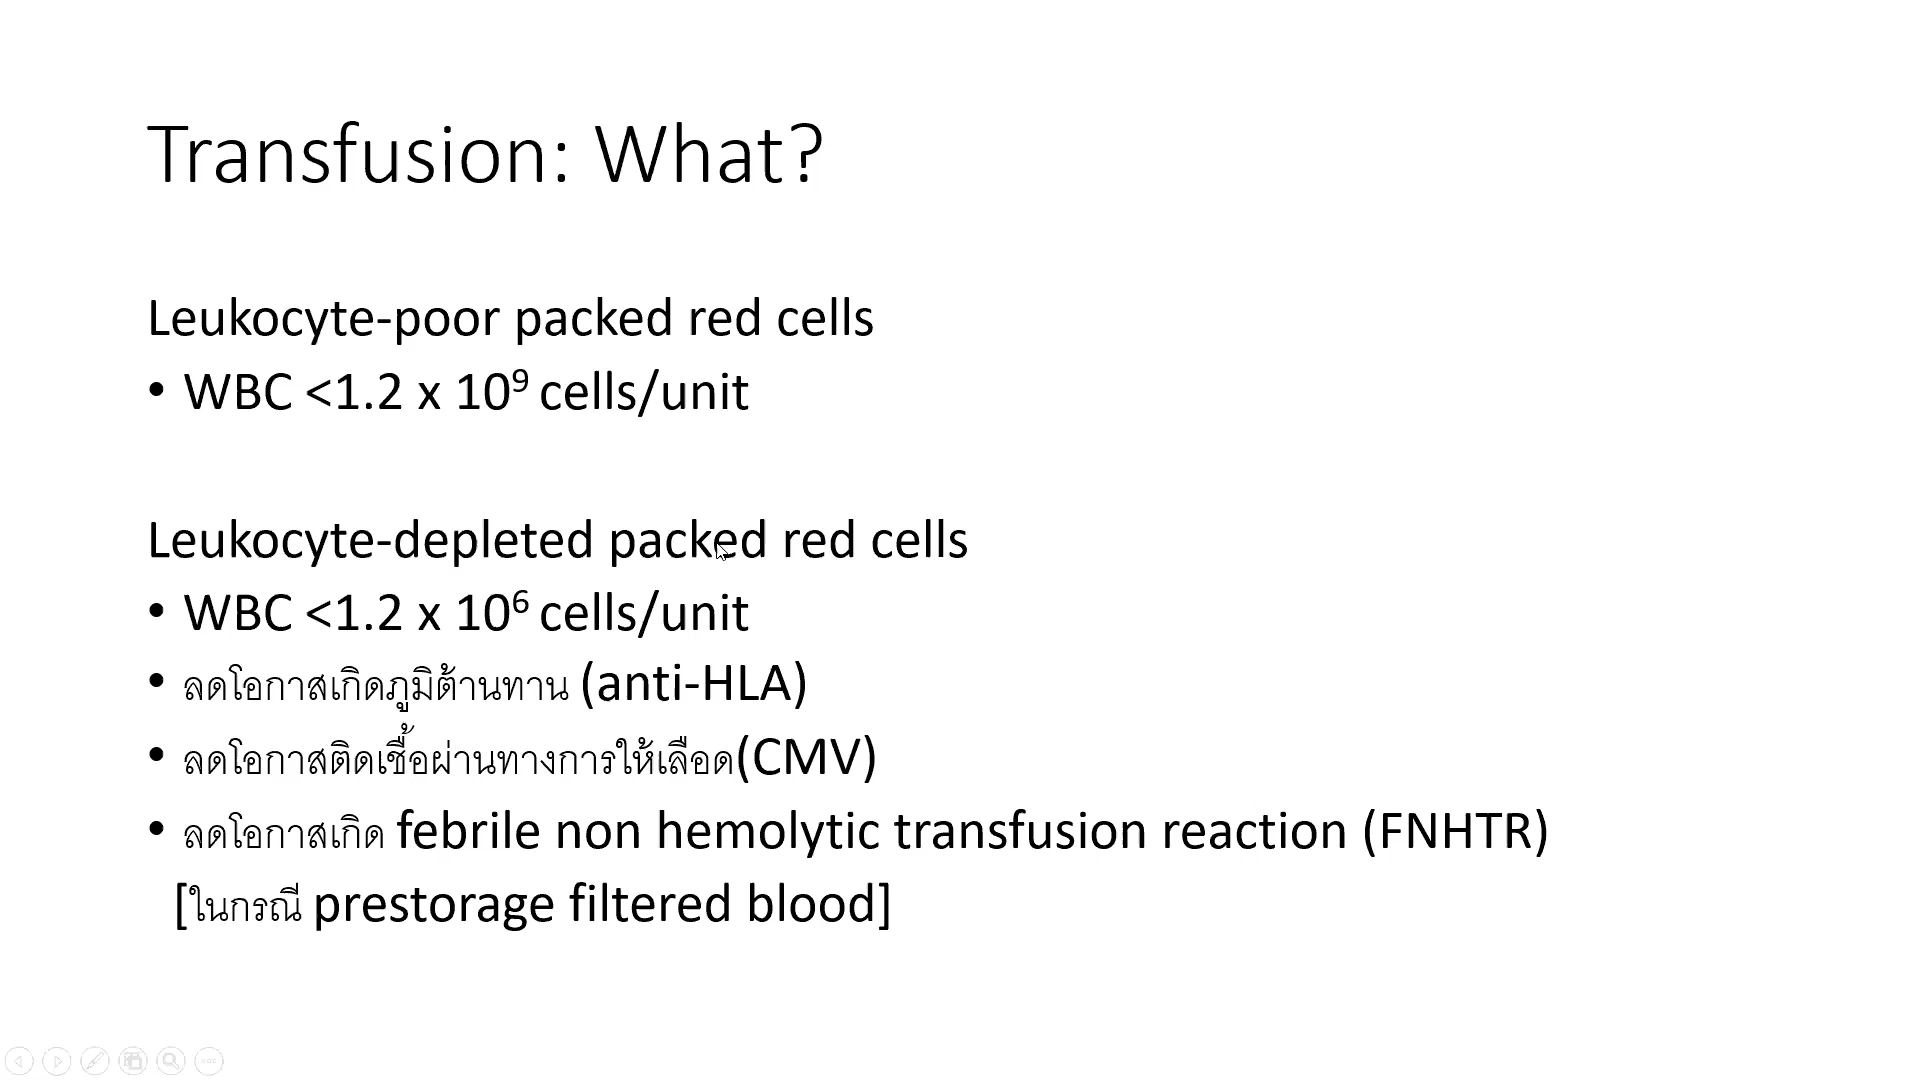 Transfusion: What?
Leukocyte-poor packed red cells
• WBC <1.2 x 10⁹ cells/unit
Leukocyte-depleted packed red cells
• WBC <1.2 x 10⁶ cells/unit
• ลดโอกาสเกิดภูมิต้านทาน (anti-HLA)
• ลดโอกาสติดเชื้อผ่านทางการให้เลือด(CMV)
• ลดโอกาสเกิด febrile non hemolytic transfusion reaction (FNHTR)
[ในกรณี prestorage filtered blood]